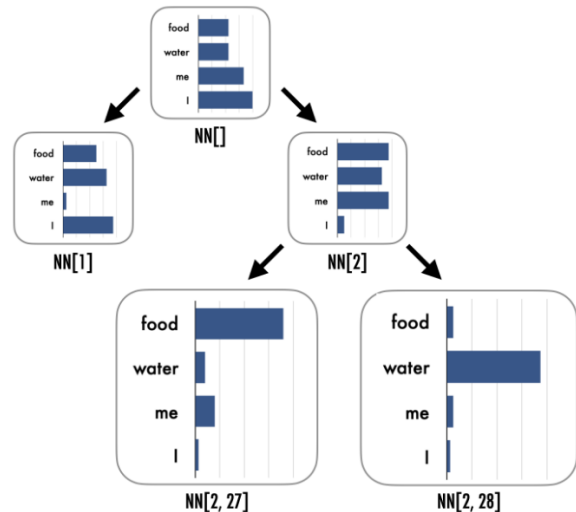 food
water
me
I
NN[]
food
water
me
I
NN[1]
food
water
me
I
NN[2]
food
water
me
I
NN[2, 27]
food
water
me
I
NN[2, 28]